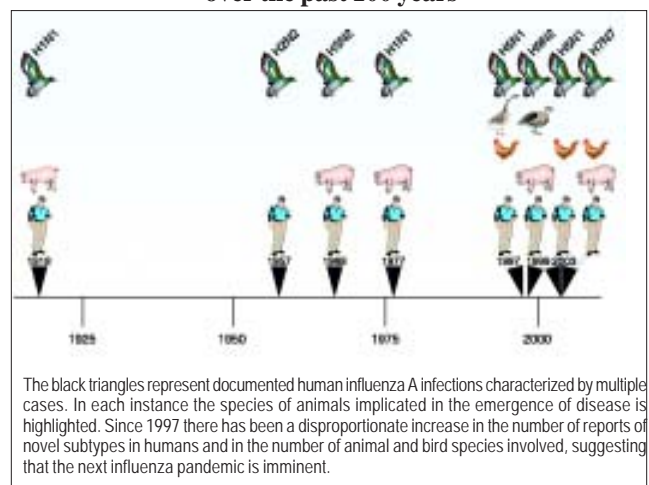 over the past 100 years
H1N1 H2N2 H3N2 H1N1 H5N1 H9N2 H5N1 H7N7
1918 1957 1968 1977 1997 1999 2003
1925 1950 1975 2000
The black triangles represent documented human influenza A infections characterized by multiple
cases. In each instance the species of animals implicated in the emergence of disease is
highlighted. Since 1997 there has been a disproportionate increase in the number of reports of
novel subtypes in humans and in the number of animal and bird species involved, suggesting
that the next influenza pandemic is imminent.